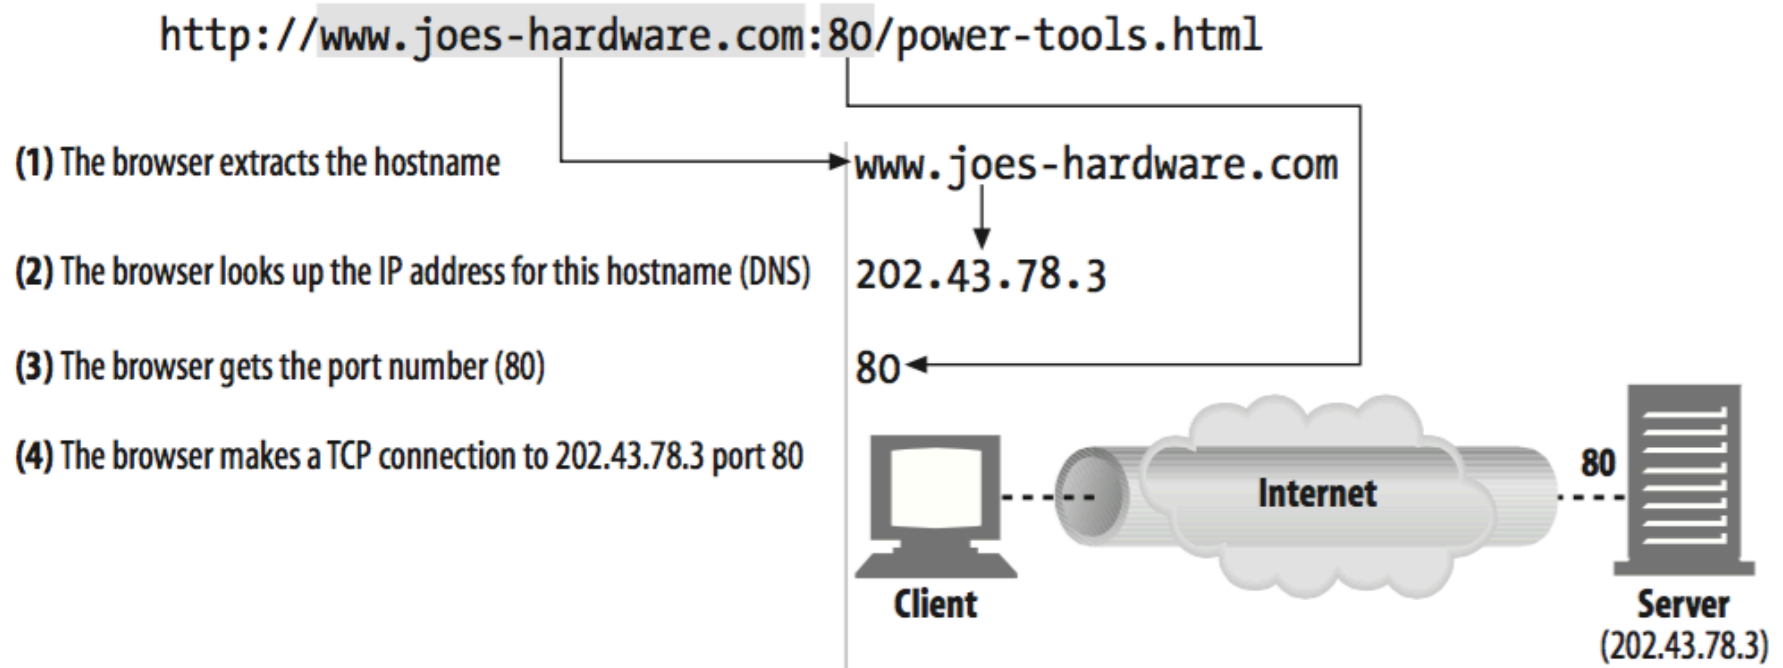 http://www.joes-hardware.com:80/power-tools.html
(1) The browser extracts the hostname
www.joes-hardware.com
(2) The browser looks up the IP address for this hostname (DNS)
202.43.78.3
(3) The browser gets the port number (80)
80
(4) The browser makes a TCP connection to 202.43.78.3 port 80
Internet
80
Client
Server
(202.43.78.3)